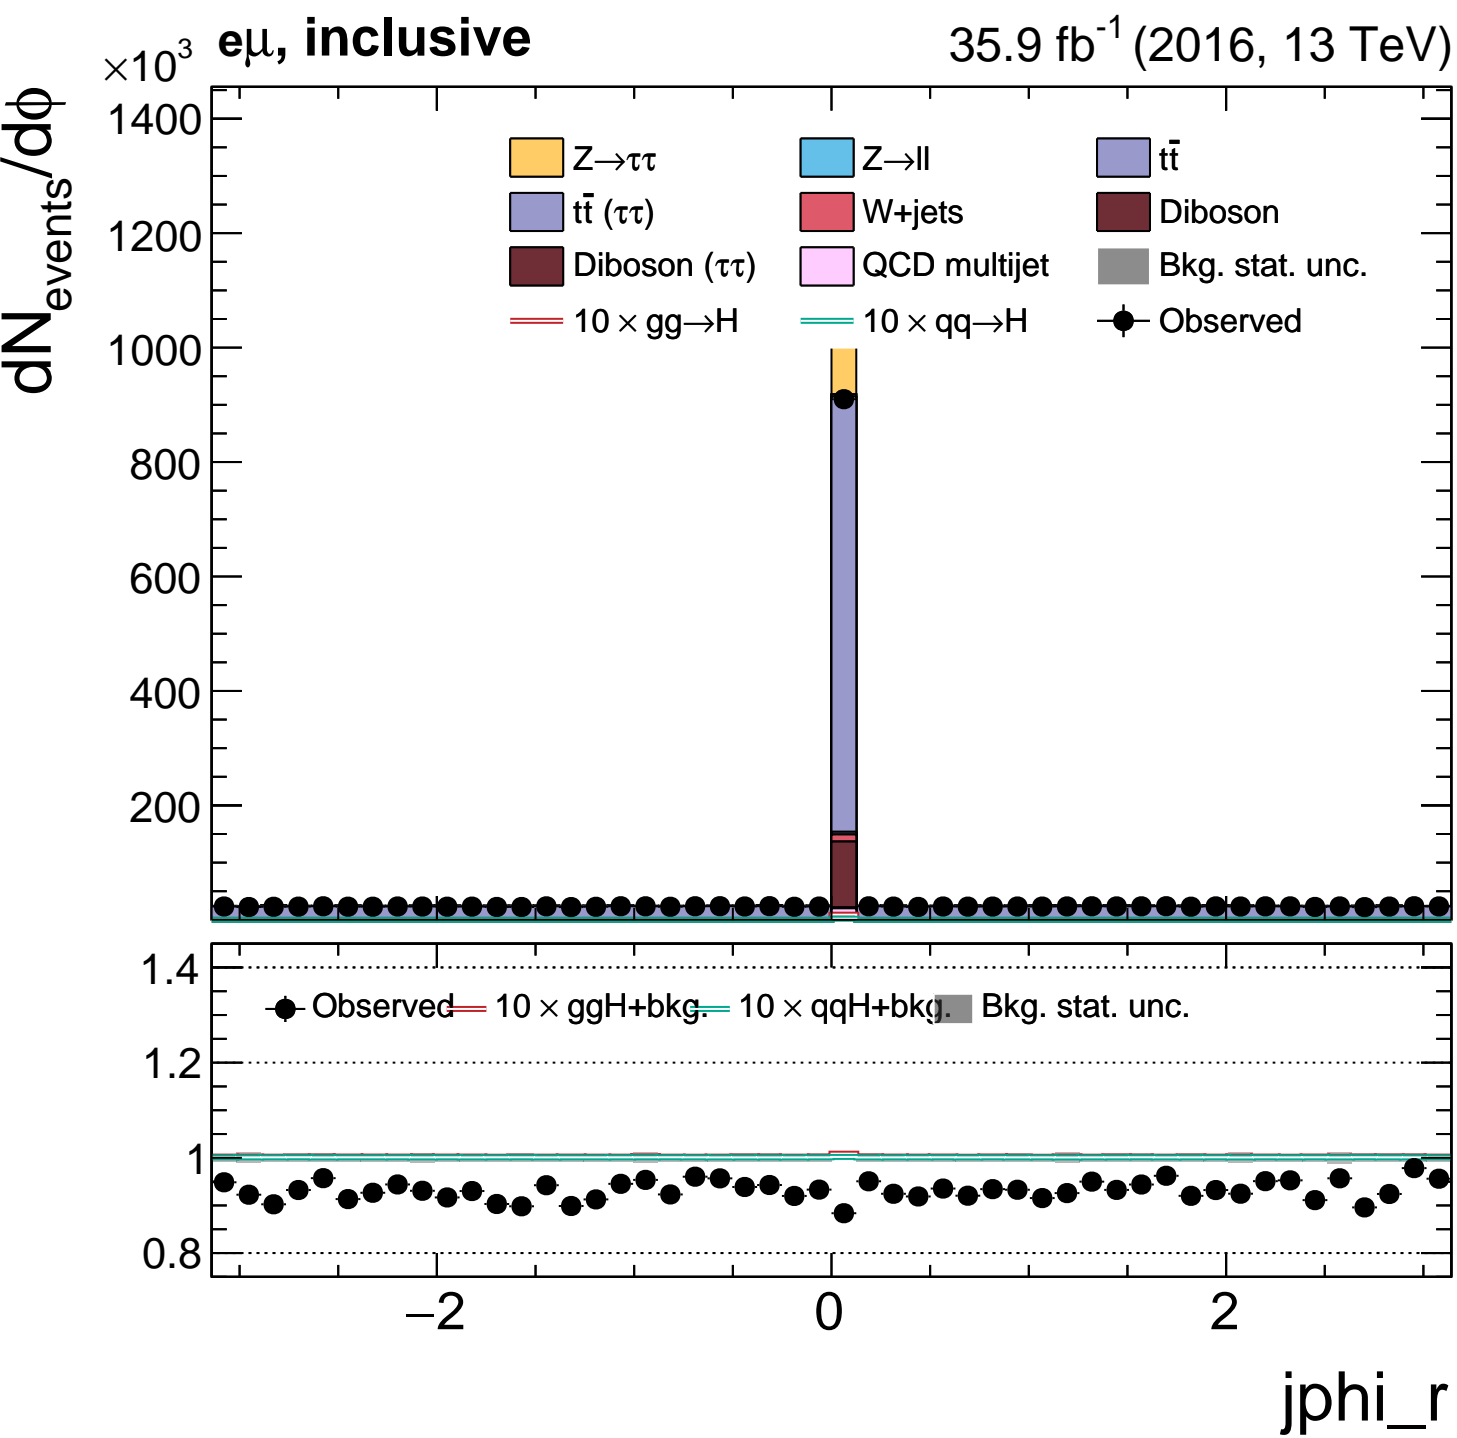 eμ, inclusive 35.9 fb⁻¹ (2016, 13 TeV)
×10³
dN_events/dϕ
1400
1200
1000
800
600
400
200
Z→ττ Z→ll tt̄
tt̄ (ττ) W+jets Diboson
Diboson (ττ) QCD multijet Bkg. stat. unc.
10 × gg→H 10 × qq→H Observed
1.4
1.2
1
0.8
Observed 10 × ggH+bkg. 10 × qqH+bkg. Bkg. stat. unc.
−2 0 2
jphi_r